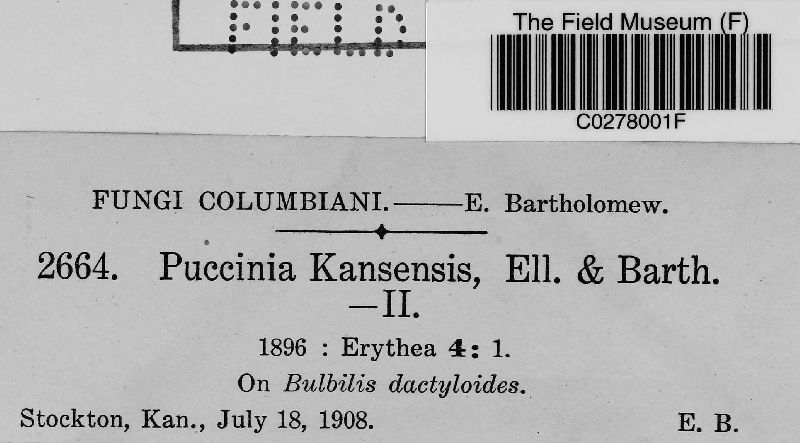 FIELD
The Field Museum (F)
C0278001F
FUNGI COLUMBIANI.—E. Bartholomew.
2664. Puccinia Kansensis, Ell. & Barth.
—II.
1896 : Erythea 4: 1.
On Bulbilis dactyloides.
Stockton, Kan., July 18, 1908.
E. B.